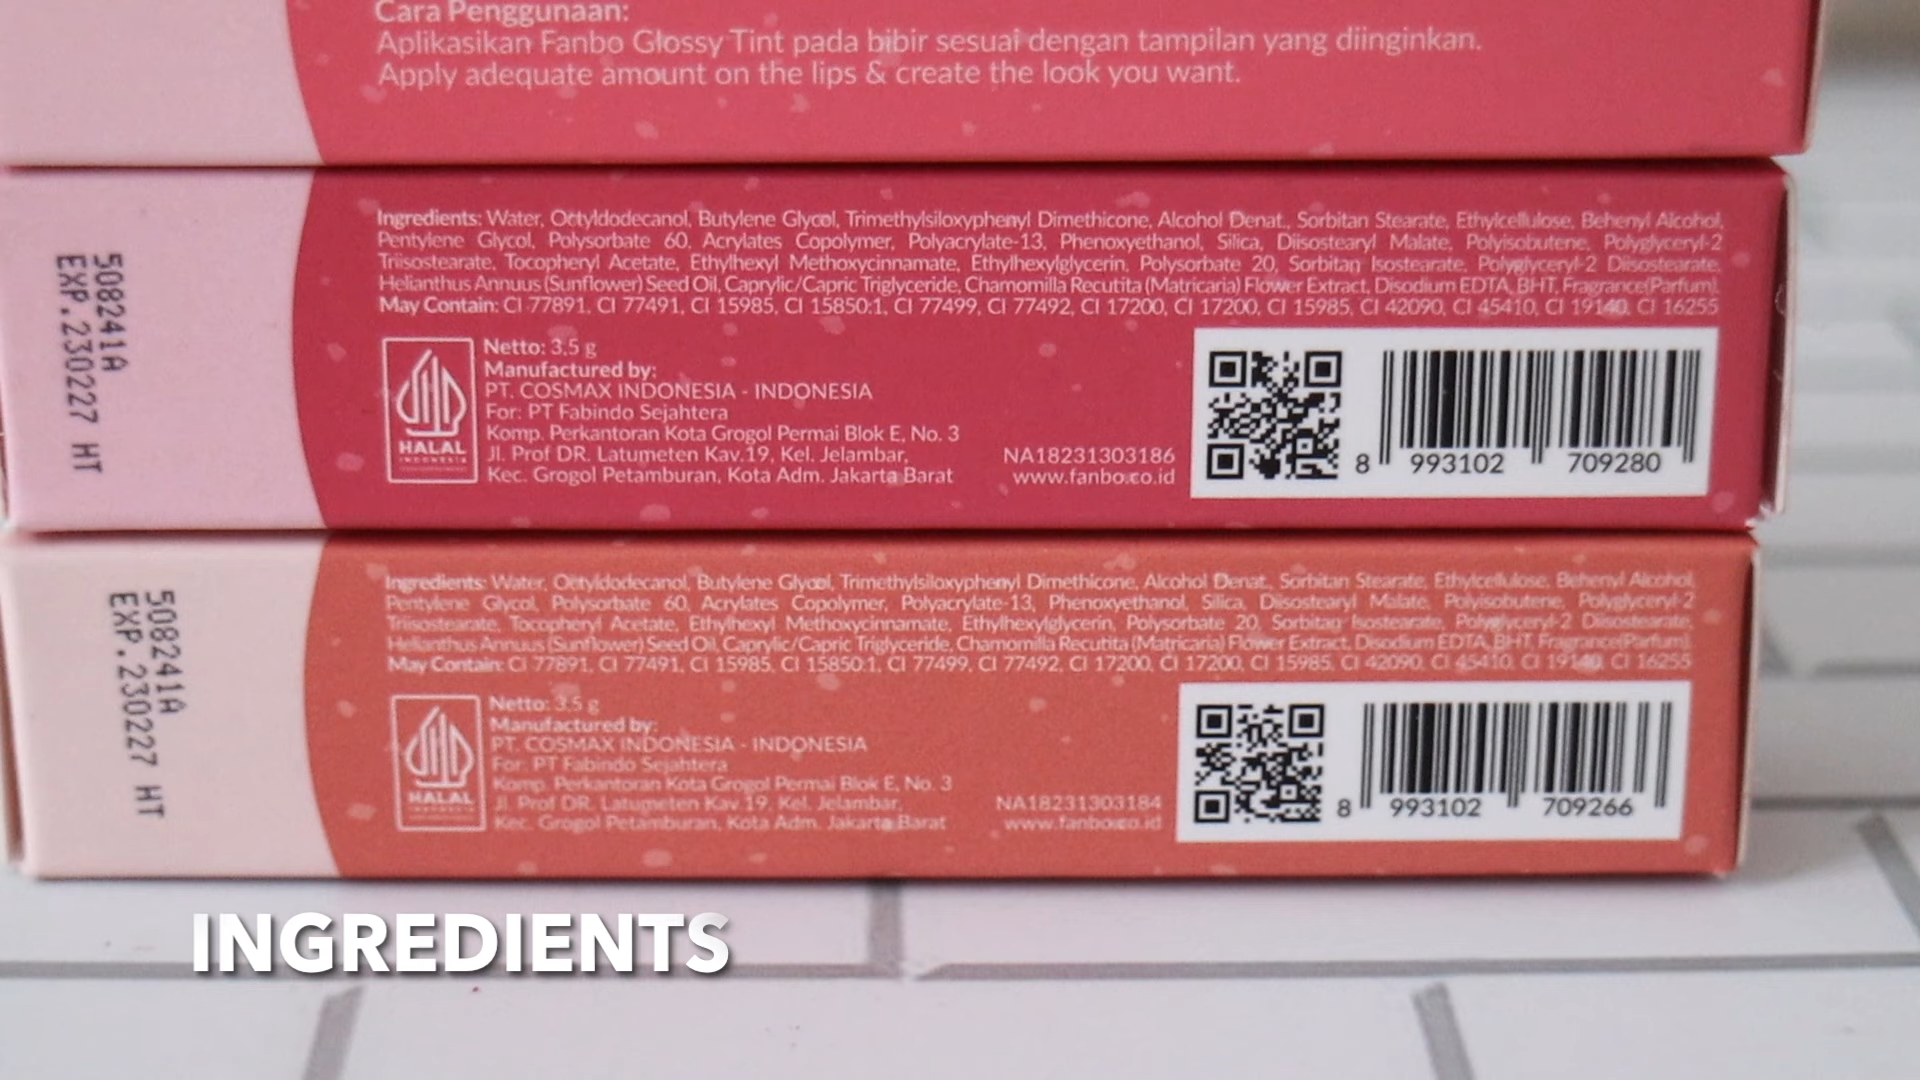 Cara Penggunaan:
Aplikasikan Fanbo Glossy Tint pada bibir sesuai dengan tampilan yang diinginkan.
Apply adequate amount on the lips & create the look you want.
508241A
EXP.230227 HT
Ingredients: Water, Octyldodecanol, Butylene Glycol, Trimethylsiloxyphenyl Dimethicone, Alcohol Denat., Sorbitan Stearate, Ethylcellulose, Behenyl Alcohol,
Pentylene Glycol, Polysorbate 60, Acrylates Copolymer, Polyacrylate-13, Phenoxyethanol, Silica, Diisostearyl Malate, Polyisobutene, Polyglyceryl-2
Triisostearate, Tocopheryl Acetate, Ethylhexyl Methoxycinnamate, Ethylhexylglycerin, Polysorbate 20, Sorbitan Isostearate, Polyglyceryl-2 Diisostearate,
Helianthus Annuus (Sunflower) Seed Oil, Caprylic/Capric Triglyceride, Chamomilla Recutita (Matricaria) Flower Extract, Disodium EDTA, BHT, Fragrance(Parfum).
May Contain: CI 77891, CI 77491, CI 15985, CI 15850:1, CI 77499, CI 77492, CI 17200, CI 17200, CI 15985, CI 42090, CI 45410, CI 19140, CI 16255
HALAL
INDONESIA
Netto: 3.5 g
Manufactured by:
PT. COSMAX INDONESIA - INDONESIA
For: PT Fabindo Sejahtera
Komp. Perkantoran Kota Grogol Permai Blok E, No. 3
Jl. Prof DR. Latumeten Kav.19, Kel. Jelambar,
Kec. Grogol Petamburan, Kota Adm. Jakarta Barat
NA18231303186
www.fanbo.co.id
8 993102 709280
508241A
EXP.230227 HT
Ingredients: Water, Octyldodecanol, Butylene Glycol, Trimethylsiloxyphenyl Dimethicone, Alcohol Denat., Sorbitan Stearate, Ethylcellulose, Behenyl Alcohol,
Pentylene Glycol, Polysorbate 60, Acrylates Copolymer, Polyacrylate-13, Phenoxyethanol, Silica, Diisostearyl Malate, Polyisobutene, Polyglyceryl-2
Triisostearate, Tocopheryl Acetate, Ethylhexyl Methoxycinnamate, Ethylhexylglycerin, Polysorbate 20, Sorbitan Isostearate, Polyglyceryl-2 Diisostearate,
Helianthus Annuus (Sunflower) Seed Oil, Caprylic/Capric Triglyceride, Chamomilla Recutita (Matricaria) Flower Extract, Disodium EDTA, BHT, Fragrance(Parfum).
May Contain: CI 77891, CI 77491, CI 15985, CI 15850:1, CI 77499, CI 77492, CI 17200, CI 17200, CI 15985, CI 42090, CI 45410, CI 19140, CI 16255
HALAL
INDONESIA
Netto: 3.5 g
Manufactured by:
PT. COSMAX INDONESIA - INDONESIA
For: PT Fabindo Sejahtera
Komp. Perkantoran Kota Grogol Permai Blok E, No. 3
Jl. Prof DR. Latumeten Kav.19, Kel. Jelambar,
Kec. Grogol Petamburan, Kota Adm. Jakarta Barat
NA18231303184
www.fanbo.co.id
8 993102 709266
INGREDIENTS